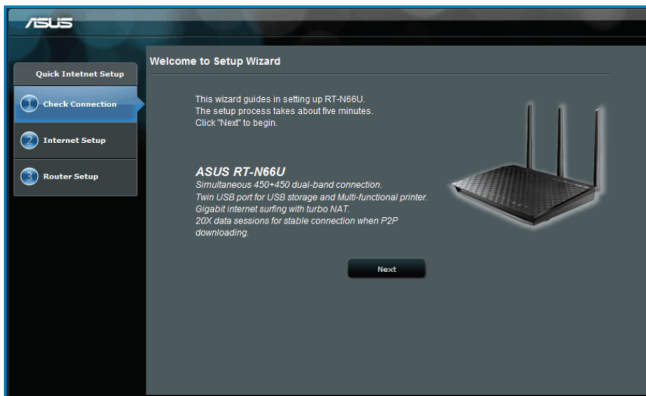 ASUS
Quick Intetnet Setup
1 Check Connection
2 Internet Setup
3 Router Setup
Welcome to Setup Wizard
This wizard guides in setting up RT-N66U.
The setup process takes about five minutes.
Click "Next" to begin.
ASUS RT-N66U
Simultaneous 450+450 dual-band connection.
Twin USB port for USB storage and Multi-functional printer.
Gigabit internet surfing with turbo NAT.
20X data sessions for stable connection when P2P
downloading.
Next